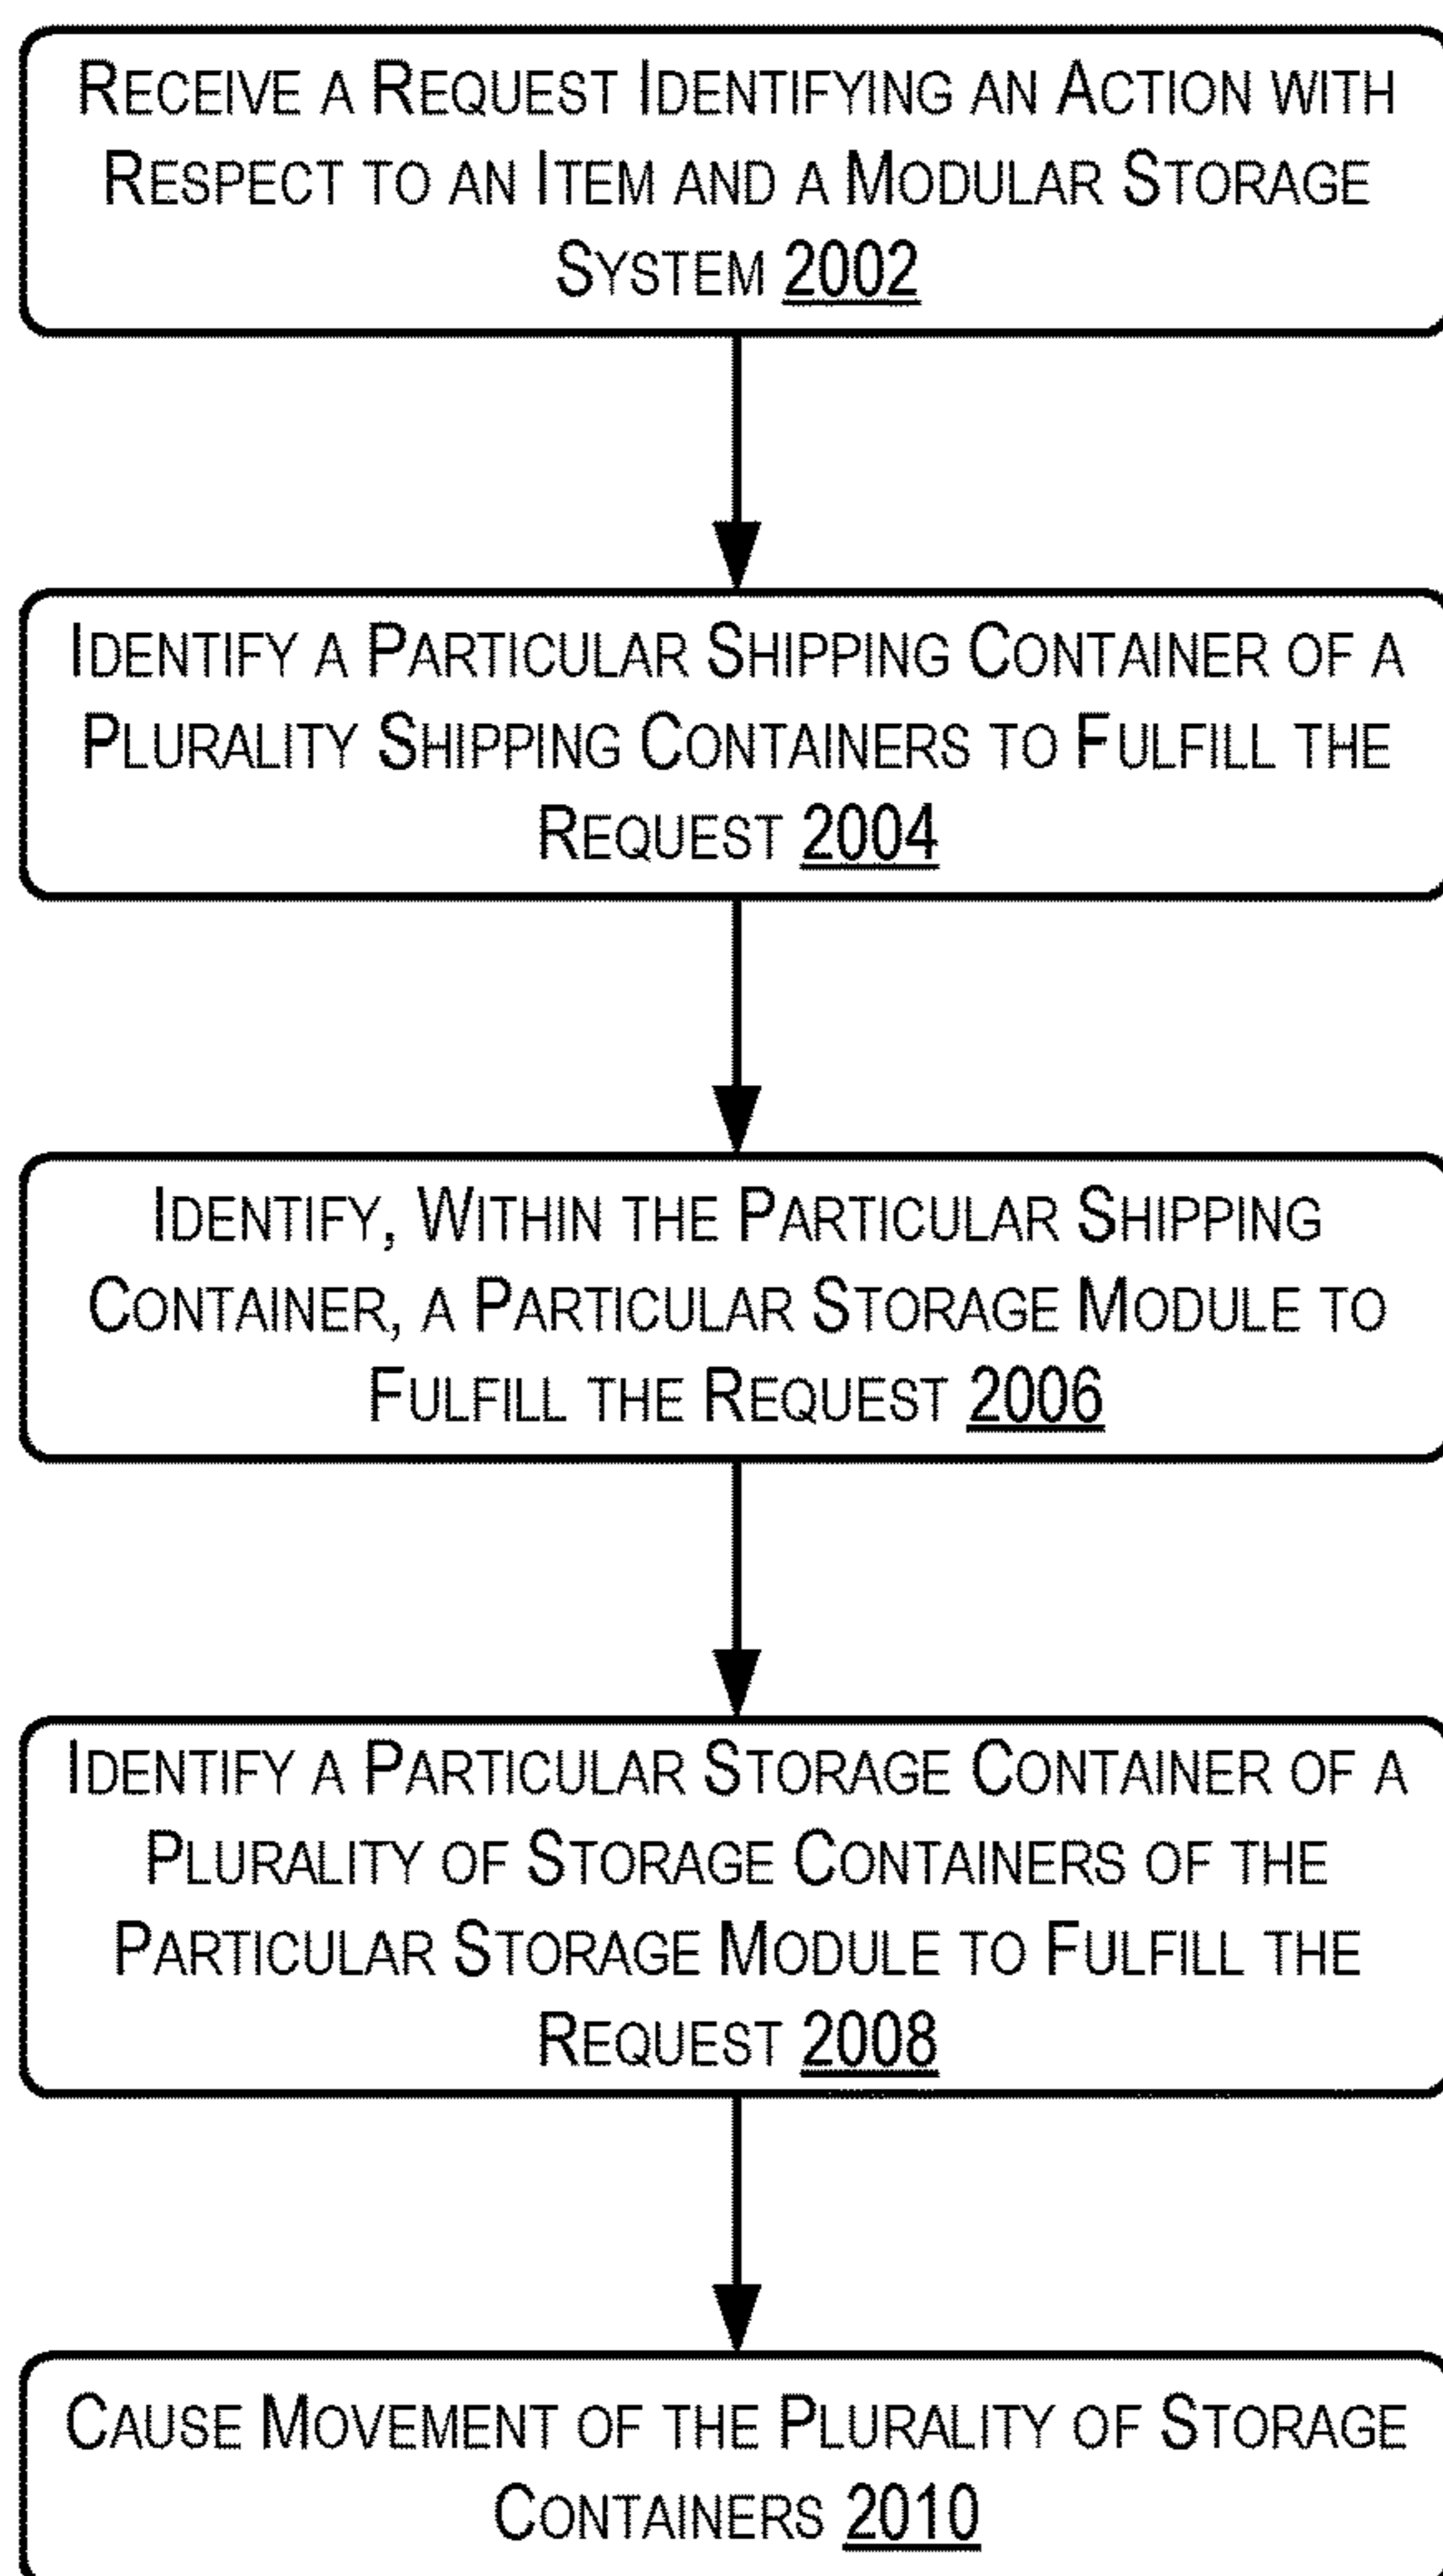 RECEIVE A REQUEST IDENTIFYING AN ACTION WITH
RESPECT TO AN ITEM AND A MODULAR STORAGE
SYSTEM 2002
IDENTIFY A PARTICULAR SHIPPING CONTAINER OF A
PLURALITY SHIPPING CONTAINERS TO FULFILL THE
REQUEST 2004
IDENTIFY, WITHIN THE PARTICULAR SHIPPING
CONTAINER, A PARTICULAR STORAGE MODULE TO
FULFILL THE REQUEST 2006
IDENTIFY A PARTICULAR STORAGE CONTAINER OF A
PLURALITY OF STORAGE CONTAINERS OF THE
PARTICULAR STORAGE MODULE TO FULFILL THE
REQUEST 2008
CAUSE MOVEMENT OF THE PLURALITY OF STORAGE
CONTAINERS 2010